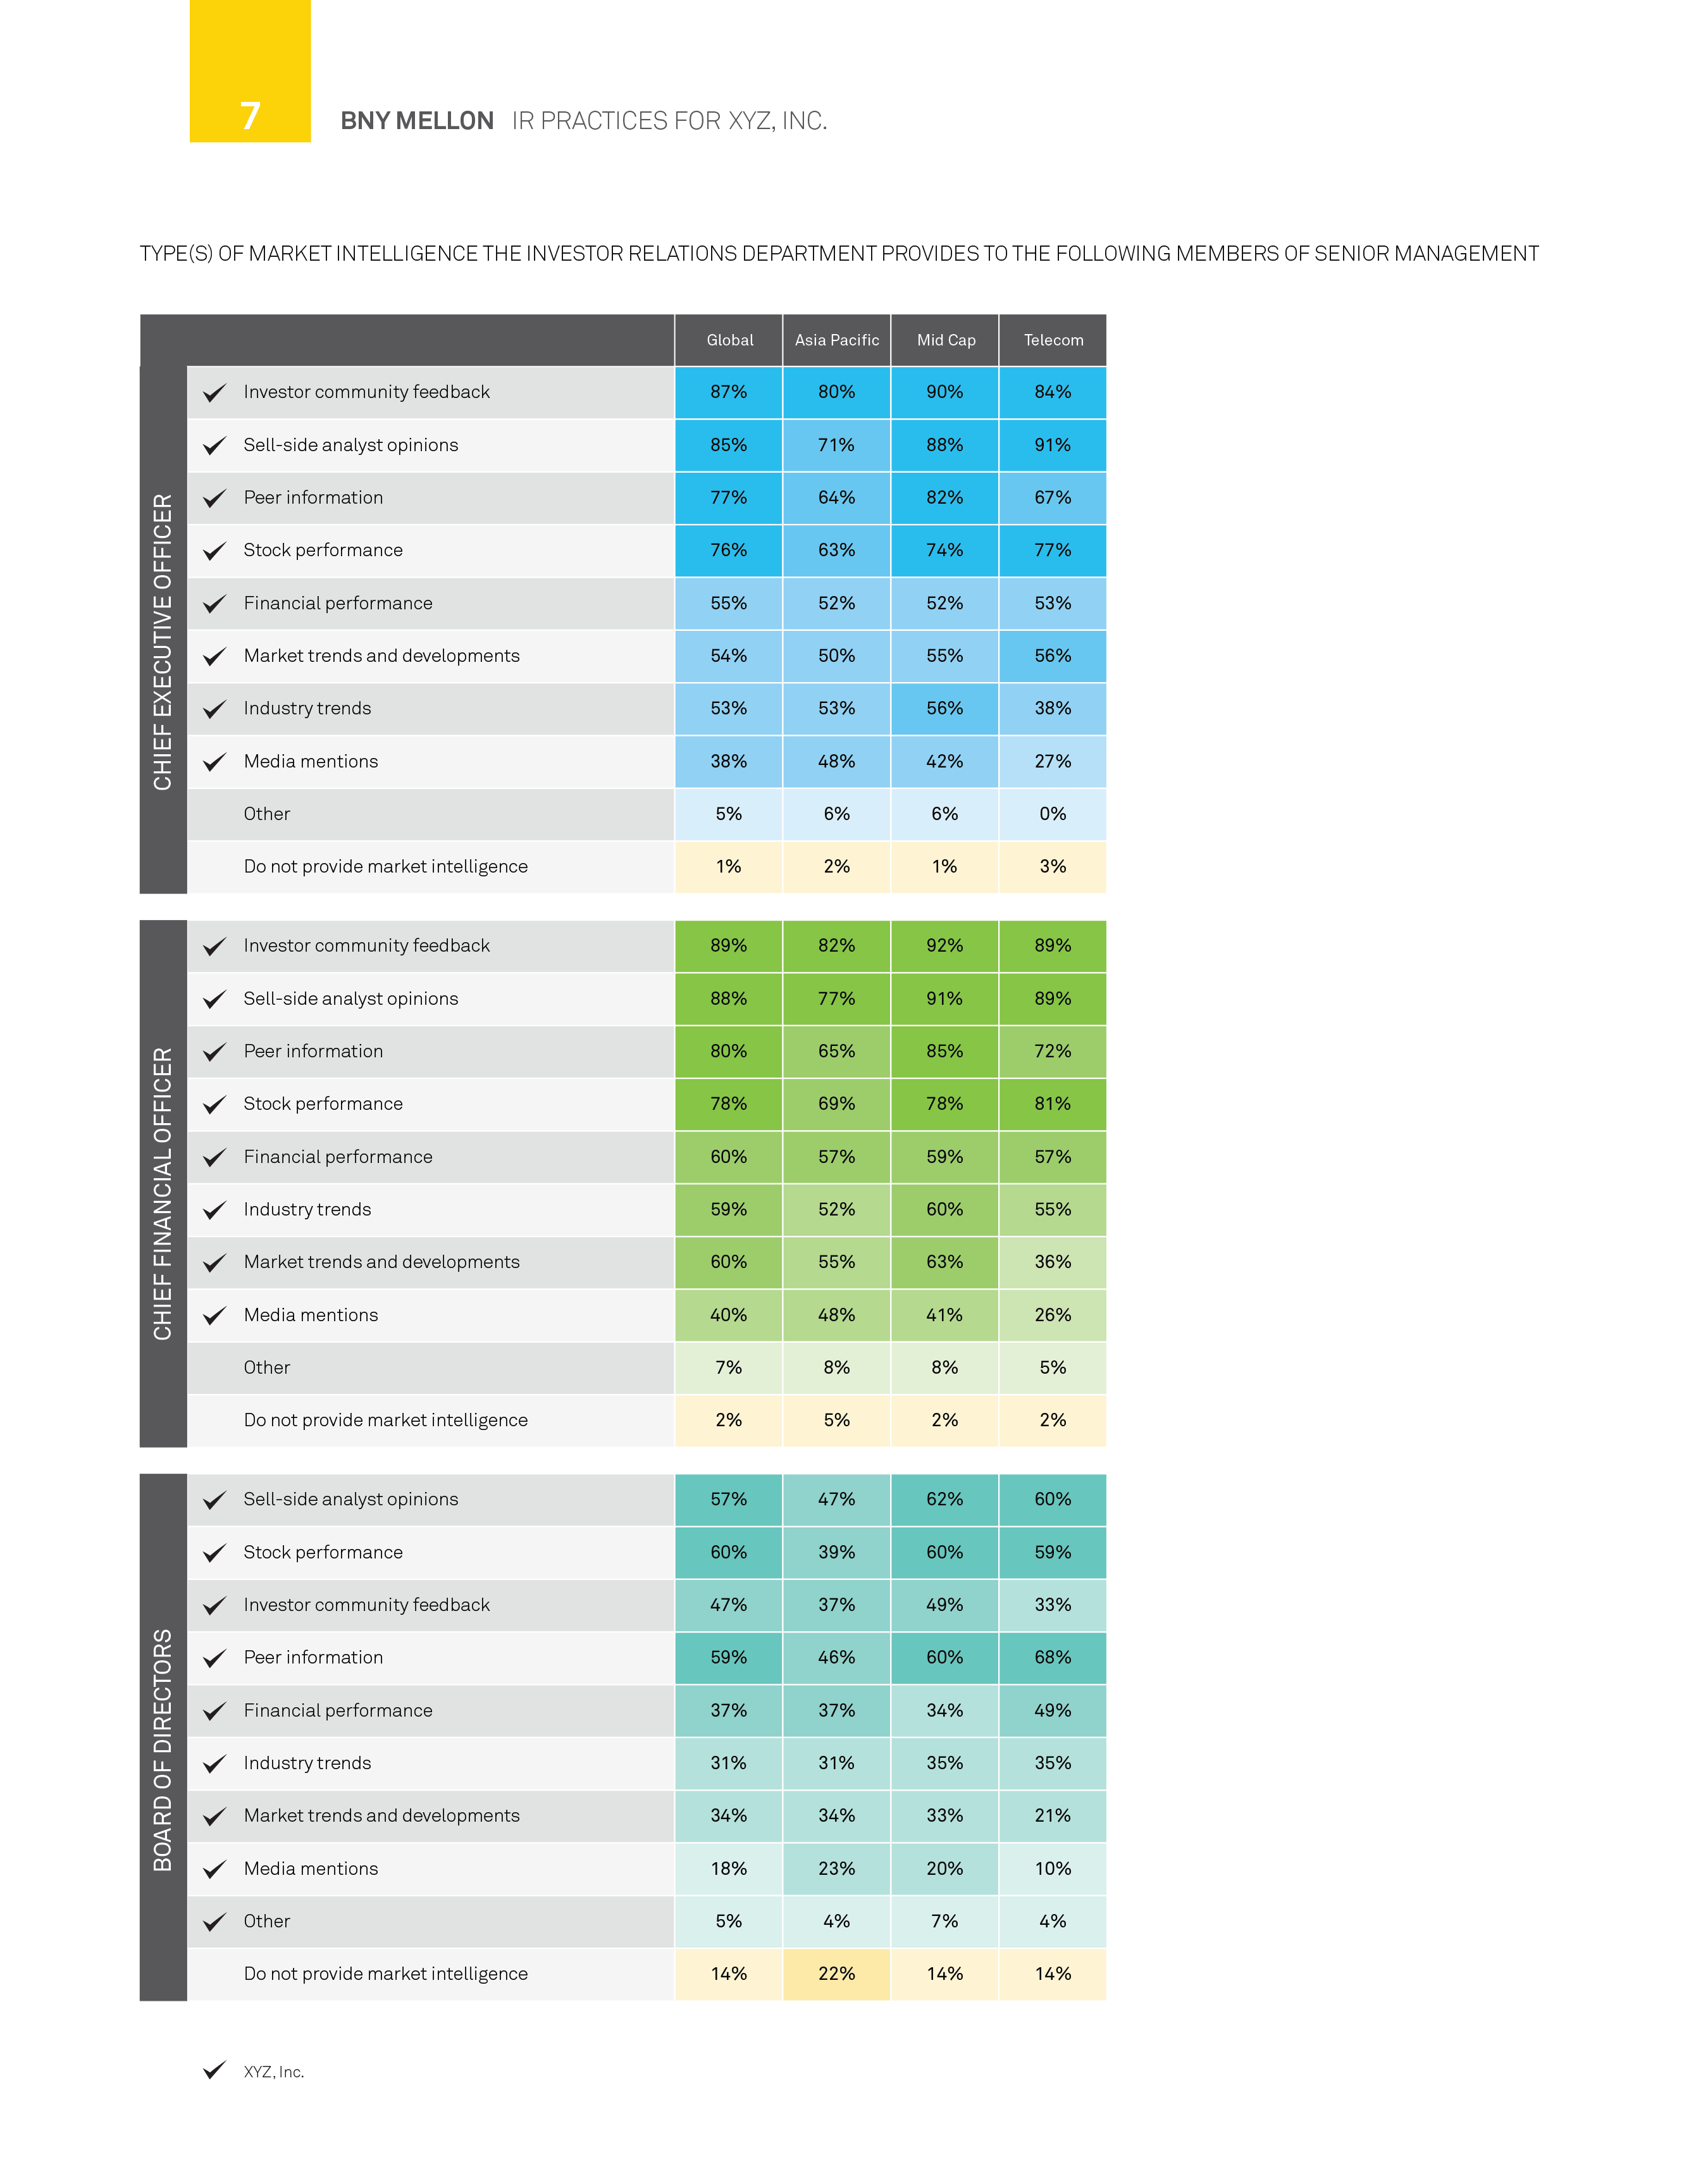 7
BNY MELLON IR PRACTICES FOR XYZ, INC.
TYPE(S) OF MARKET INTELLIGENCE THE INVESTOR RELATIONS DEPARTMENT PROVIDES TO THE FOLLOWING MEMBERS OF SENIOR MANAGEMENT
Global Asia Pacific Mid Cap Telecom
CHIEF EXECUTIVE OFFICER
✓ Investor community feedback 87% 80% 90% 84%
✓ Sell-side analyst opinions 85% 71% 88% 91%
✓ Peer information 77% 64% 82% 67%
✓ Stock performance 76% 63% 74% 77%
✓ Financial performance 55% 52% 52% 53%
✓ Market trends and developments 54% 50% 55% 56%
✓ Industry trends 53% 53% 56% 38%
✓ Media mentions 38% 48% 42% 27%
Other 5% 6% 6% 0%
Do not provide market intelligence 1% 2% 1% 3%
CHIEF FINANCIAL OFFICER
✓ Investor community feedback 89% 82% 92% 89%
✓ Sell-side analyst opinions 88% 77% 91% 89%
✓ Peer information 80% 65% 85% 72%
✓ Stock performance 78% 69% 78% 81%
✓ Financial performance 60% 57% 59% 57%
✓ Industry trends 59% 52% 60% 55%
✓ Market trends and developments 60% 55% 63% 36%
✓ Media mentions 40% 48% 41% 26%
Other 7% 8% 8% 5%
Do not provide market intelligence 2% 5% 2% 2%
BOARD OF DIRECTORS
✓ Sell-side analyst opinions 57% 47% 62% 60%
✓ Stock performance 60% 39% 60% 59%
✓ Investor community feedback 47% 37% 49% 33%
✓ Peer information 59% 46% 60% 68%
✓ Financial performance 37% 37% 34% 49%
✓ Industry trends 31% 31% 35% 35%
✓ Market trends and developments 34% 34% 33% 21%
✓ Media mentions 18% 23% 20% 10%
✓ Other 5% 4% 7% 4%
Do not provide market intelligence 14% 22% 14% 14%
✓ XYZ, Inc.